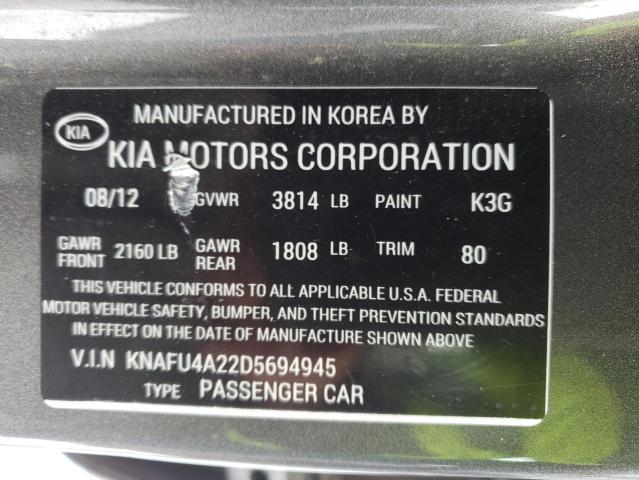 MANUFACTURED IN KOREA BY
KIA
KIA MOTORS CORPORATION
08/12 GVWR 3814 LB PAINT K3G
GAWR FRONT 2160 LB GAWR REAR 1808 LB TRIM 80
THIS VEHICLE CONFORMS TO ALL APPLICABLE U.S.A. FEDERAL
MOTOR VEHICLE SAFETY, BUMPER, AND THEFT PREVENTION STANDARDS
IN EFFECT ON THE DATE OF MANUFACTURE SHOWN ABOVE
V.I.N KNAFU4A22D5694945
TYPE PASSENGER CAR